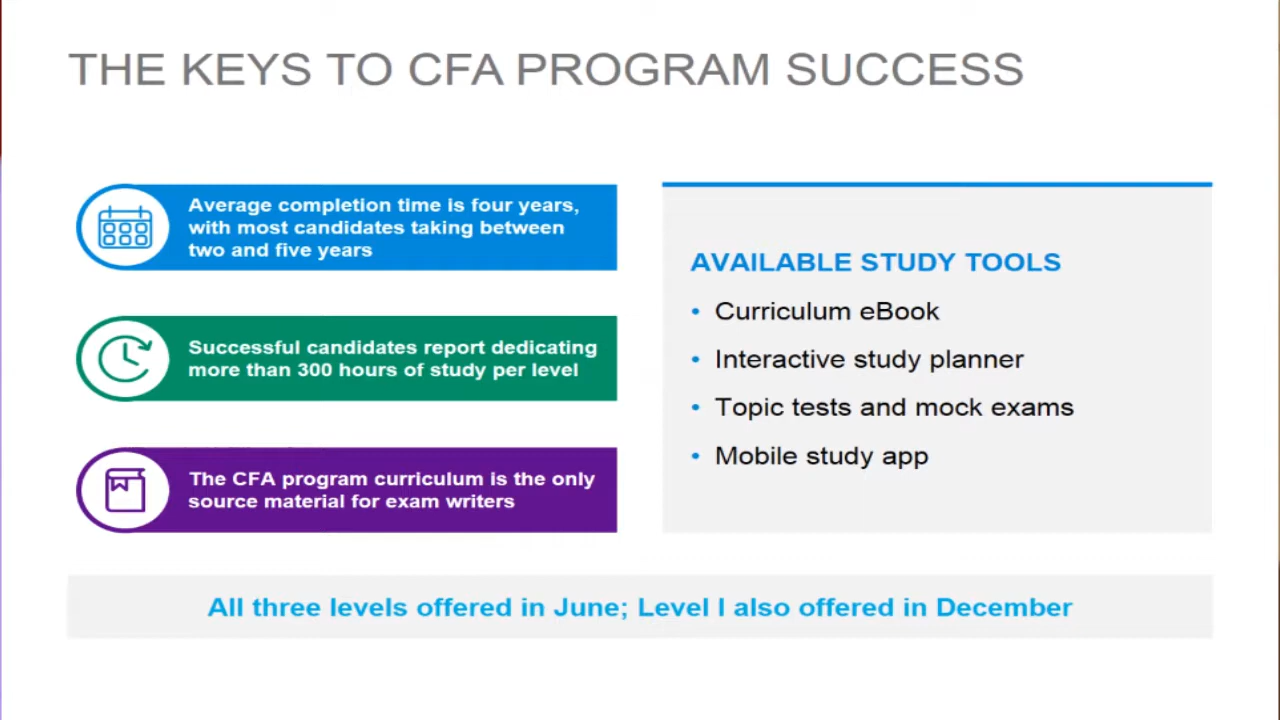 THE KEYS TO CFA PROGRAM SUCCESS
Average completion time is four years,
with most candidates taking between
two and five years
Successful candidates report dedicating
more than 300 hours of study per level
The CFA program curriculum is the only
source material for exam writers
AVAILABLE STUDY TOOLS
• Curriculum eBook
• Interactive study planner
• Topic tests and mock exams
• Mobile study app
All three levels offered in June; Level I also offered in December